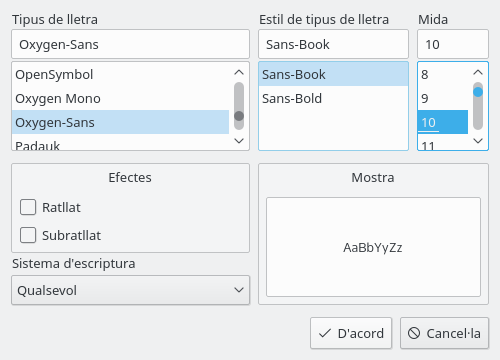 Tipus de lletra
Estil de tipus de lletra
Mida
Oxygen-Sans
Sans-Book
10
OpenSymbol
Oxygen Mono
Oxygen-Sans
Padauk
Sans-Book
Sans-Bold
8
9
10
11
Efectes
Ratllat
Subratllat
Sistema d'escriptura
Qualsevol
Mostra
AaBbYyZz
D'acord
Cancel·la